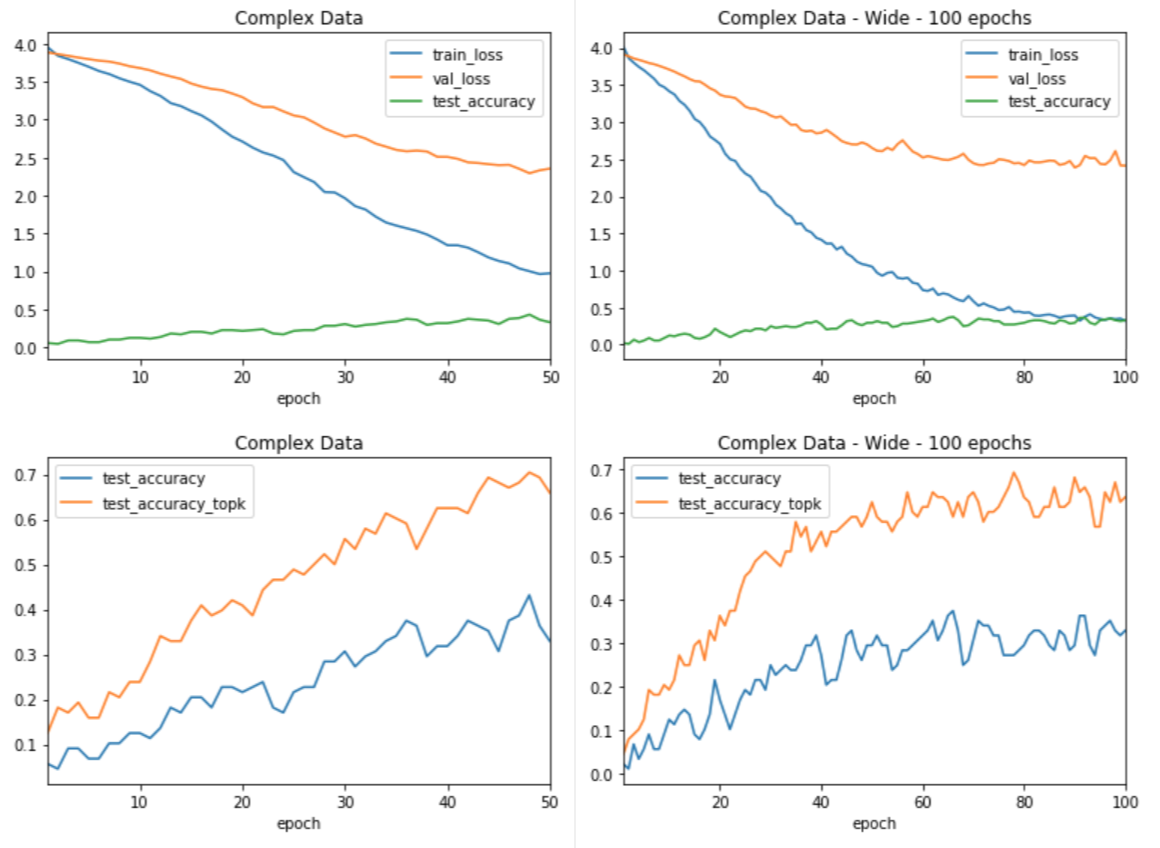 Complex Data
4.0
3.5
3.0
2.5
2.0
1.5
1.0
0.5
0.0
train_loss
val_loss
test_accuracy
10
20
30
40
50
epoch
Complex Data - Wide - 100 epochs
4.0
3.5
3.0
2.5
2.0
1.5
1.0
0.5
0.0
train_loss
val_loss
test_accuracy
20
40
60
80
100
epoch
Complex Data
0.7
0.6
0.5
0.4
0.3
0.2
0.1
test_accuracy
test_accuracy_topk
10
20
30
40
50
epoch
Complex Data - Wide - 100 epochs
0.7
0.6
0.5
0.4
0.3
0.2
0.1
0.0
test_accuracy
test_accuracy_topk
20
40
60
80
100
epoch